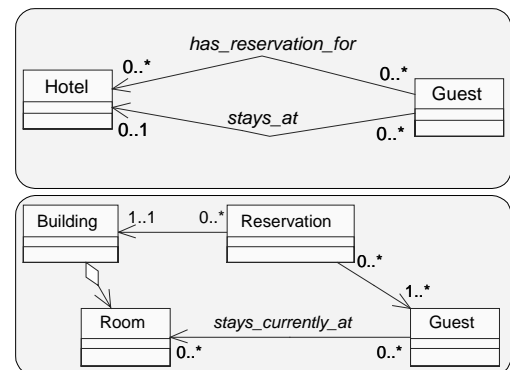 has_reservation_for
0..* 0..*
Hotel Guest
stays_at
0..1 0..*
Building 1..1 0..* Reservation
0..*
1..*
Room stays_currently_at Guest
0..* 0..*